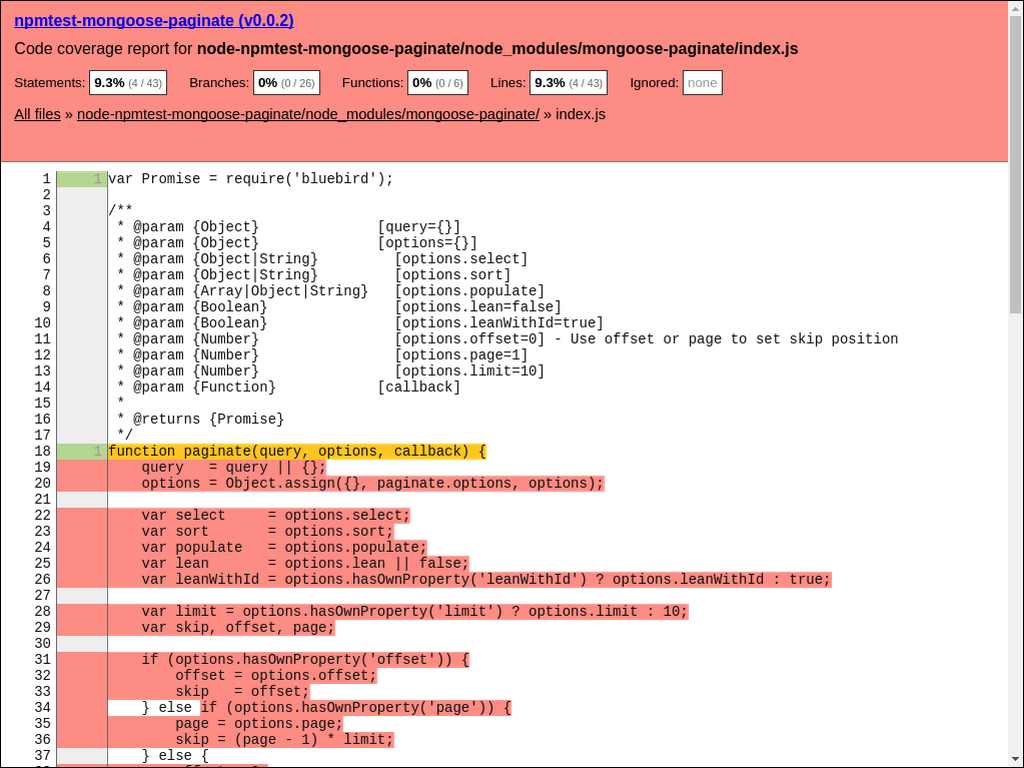 npmtest-mongoose-paginate (v0.0.2)
Code coverage report for node-npmtest-mongoose-paginate/node_modules/mongoose-paginate/index.js
Statements: 9.3% (4 / 43) Branches: 0% (0 / 26) Functions: 0% (0 / 6) Lines: 9.3% (4 / 43) Ignored: none
All files » node-npmtest-mongoose-paginate/node_modules/mongoose-paginate/ » index.js
1 1 var Promise = require('bluebird');
2
3 /**
4  * @param {Object}              [query={}]
5  * @param {Object}              [options={}]
6  * @param {Object|String}         [options.select]
7  * @param {Object|String}         [options.sort]
8  * @param {Array|Object|String}   [options.populate]
9  * @param {Boolean}               [options.lean=false]
10  * @param {Boolean}               [options.leanWithId=true]
11  * @param {Number}                [options.offset=0] - Use offset or page to set skip position
12  * @param {Number}                [options.page=1]
13  * @param {Number}                [options.limit=10]
14  * @param {Function}            [callback]
15  *
16  * @returns {Promise}
17  */
18 1 function paginate(query, options, callback) {
19     query   = query || {};
20     options = Object.assign({}, paginate.options, options);
21
22     var select     = options.select;
23     var sort       = options.sort;
24     var populate   = options.populate;
25     var lean       = options.lean || false;
26     var leanWithId = options.hasOwnProperty('leanWithId') ? options.leanWithId : true;
27
28     var limit = options.hasOwnProperty('limit') ? options.limit : 10;
29     var skip, offset, page;
30
31     if (options.hasOwnProperty('offset')) {
32         offset = options.offset;
33         skip   = offset;
34     } else if (options.hasOwnProperty('page')) {
35         page = options.page;
36         skip = (page - 1) * limit;
37     } else {